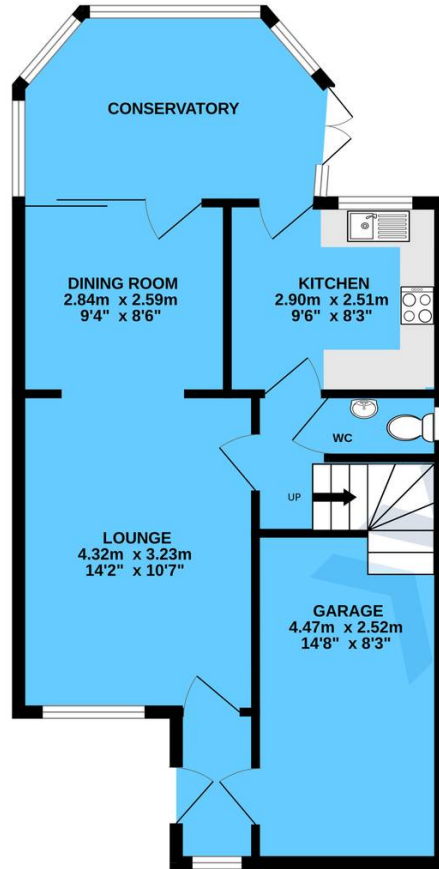 CONSERVATORY
DINING ROOM
2.84m x 2.59m
9'4" x 8'6"
KITCHEN
2.90m x 2.51m
9'6" x 8'3"
WC
UP
LOUNGE
4.32m x 3.23m
14'2" x 10'7"
GARAGE
4.47m x 2.52m
14'8" x 8'3"